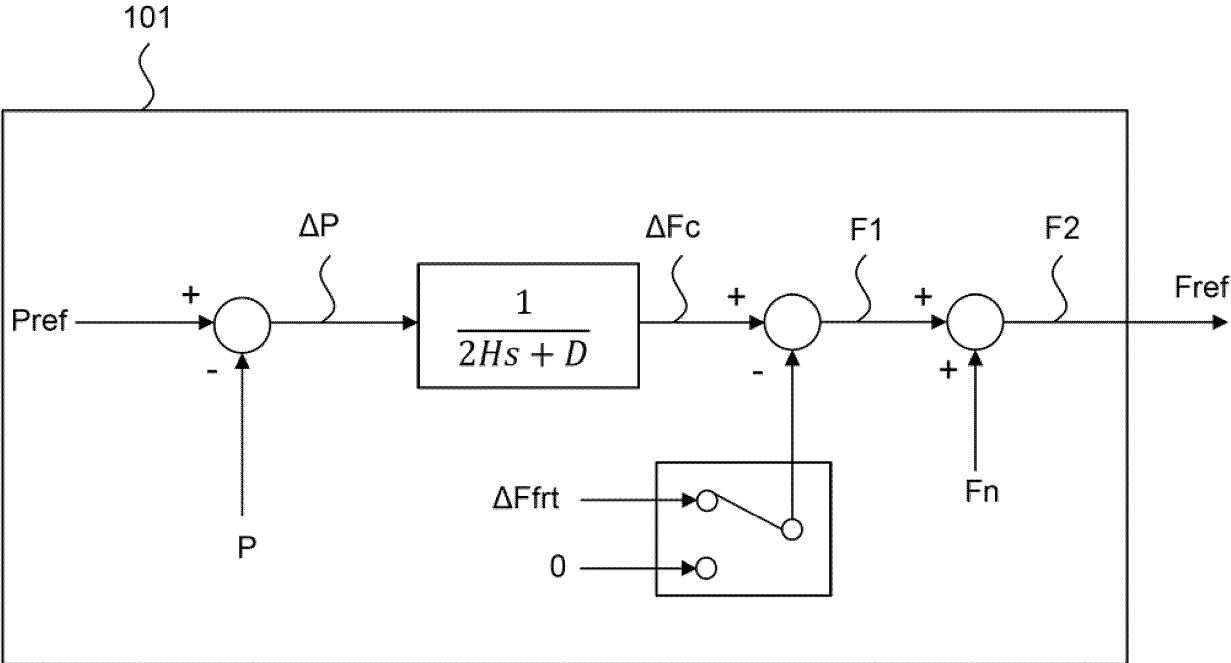 101
ΔP
ΔFc
F1
F2
Fref
Pref
+
-
1
2Hs + D
+
-
+
+
ΔFfrt
0
P
Fn